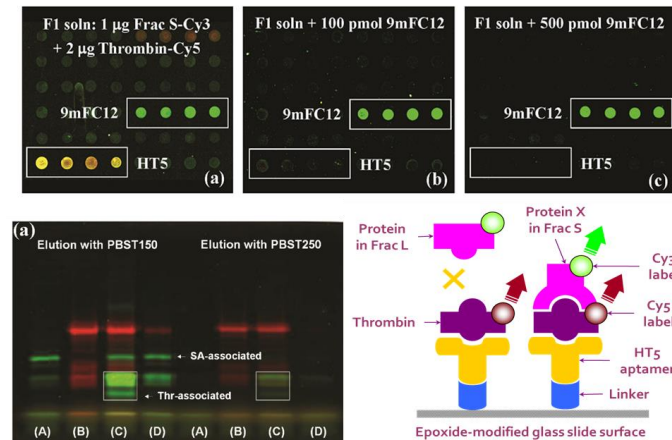 F1 soln: 1 µg Frac S-Cy3
+ 2 µg Thrombin-Cy5
9mFC12
HT5
(a)
F1 soln + 100 pmol 9mFC12
9mFC12
HT5
(b)
F1 soln + 500 pmol 9mFC12
9mFC12
HT5
(c)
(a)
Elution with PBST150
Elution with PBST250
SA-associated
Thr-associated
(A) (B) (C) (D) (A) (B) (C) (D)
Protein
in Frac L
Protein X
in Frac S
Cy3
label
Thrombin
Cy5
label
HT5
aptamer
Linker
Epoxide-modified glass slide surface